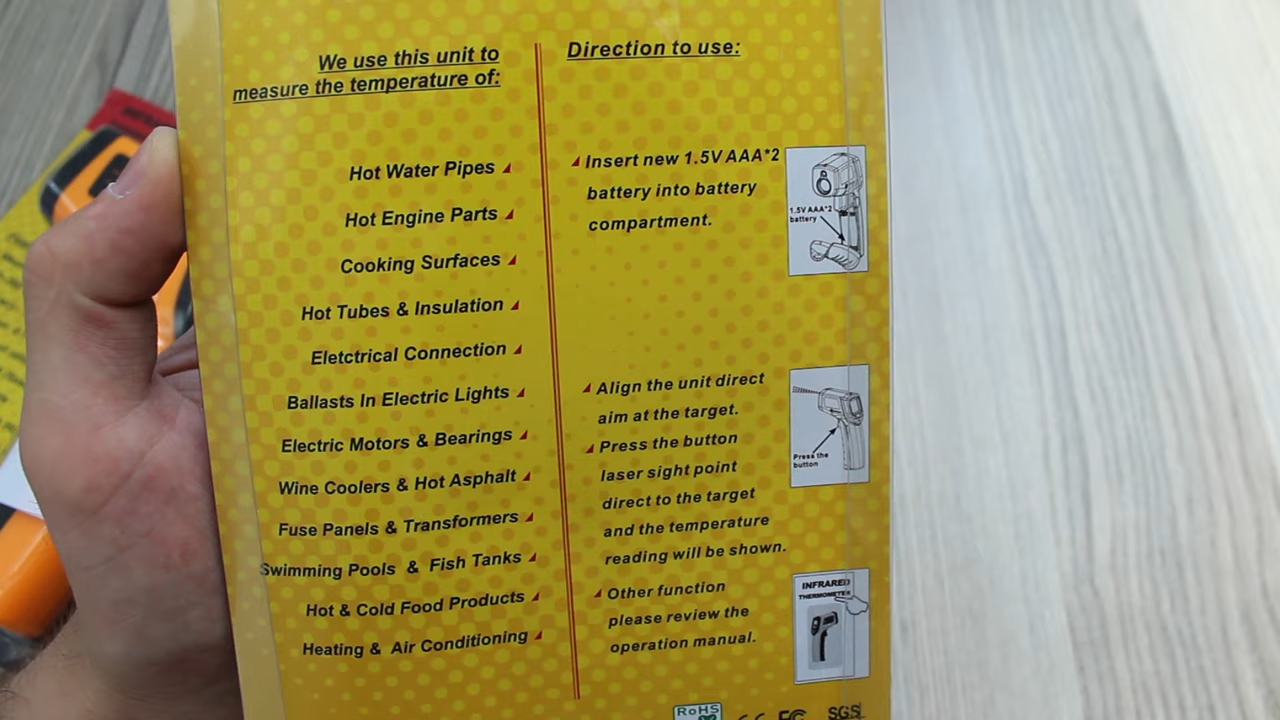 We use this unit to
measure the temperature of:
Hot Water Pipes
Hot Engine Parts
Cooking Surfaces
Hot Tubes & Insulation
Eletctrical Connection
Ballasts In Electric Lights
Electric Motors & Bearings
Wine Coolers & Hot Asphalt
Fuse Panels & Transformers
Swimming Pools & Fish Tanks
Hot & Cold Food Products
Heating & Air Conditioning
Direction to use:
Insert new 1.5V AAA*2
battery into battery
compartment.
1.5V AAA*2
battery
Align the unit direct
aim at the target.
Press the button
laser sight point
direct to the target
and the temperature
reading will be shown.
Press the
button
Other function
please review the
operation manual.
INFRARED
THERMOMETER
RoHS
CE FC SGS